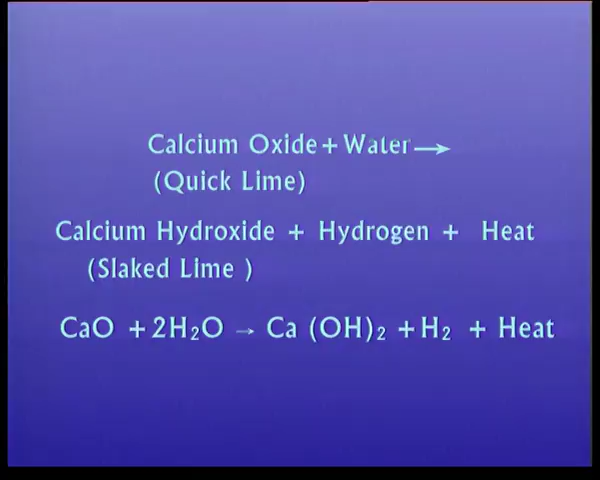 Calcium Oxide + Water →
(Quick Lime)
Calcium Hydroxide + Hydrogen + Heat
(Slaked Lime )
CaO + 2H₂O → Ca (OH)₂ + H₂ + Heat